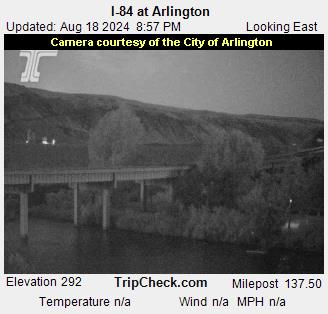 I-84 at Arlington
Updated: Aug 18 2024 8:57 PM Looking East
Camera courtesy of the City of Arlington
Elevation 292 TripCheck.com Milepost 137.50
Temperature n/a Wind n/a MPH n/a